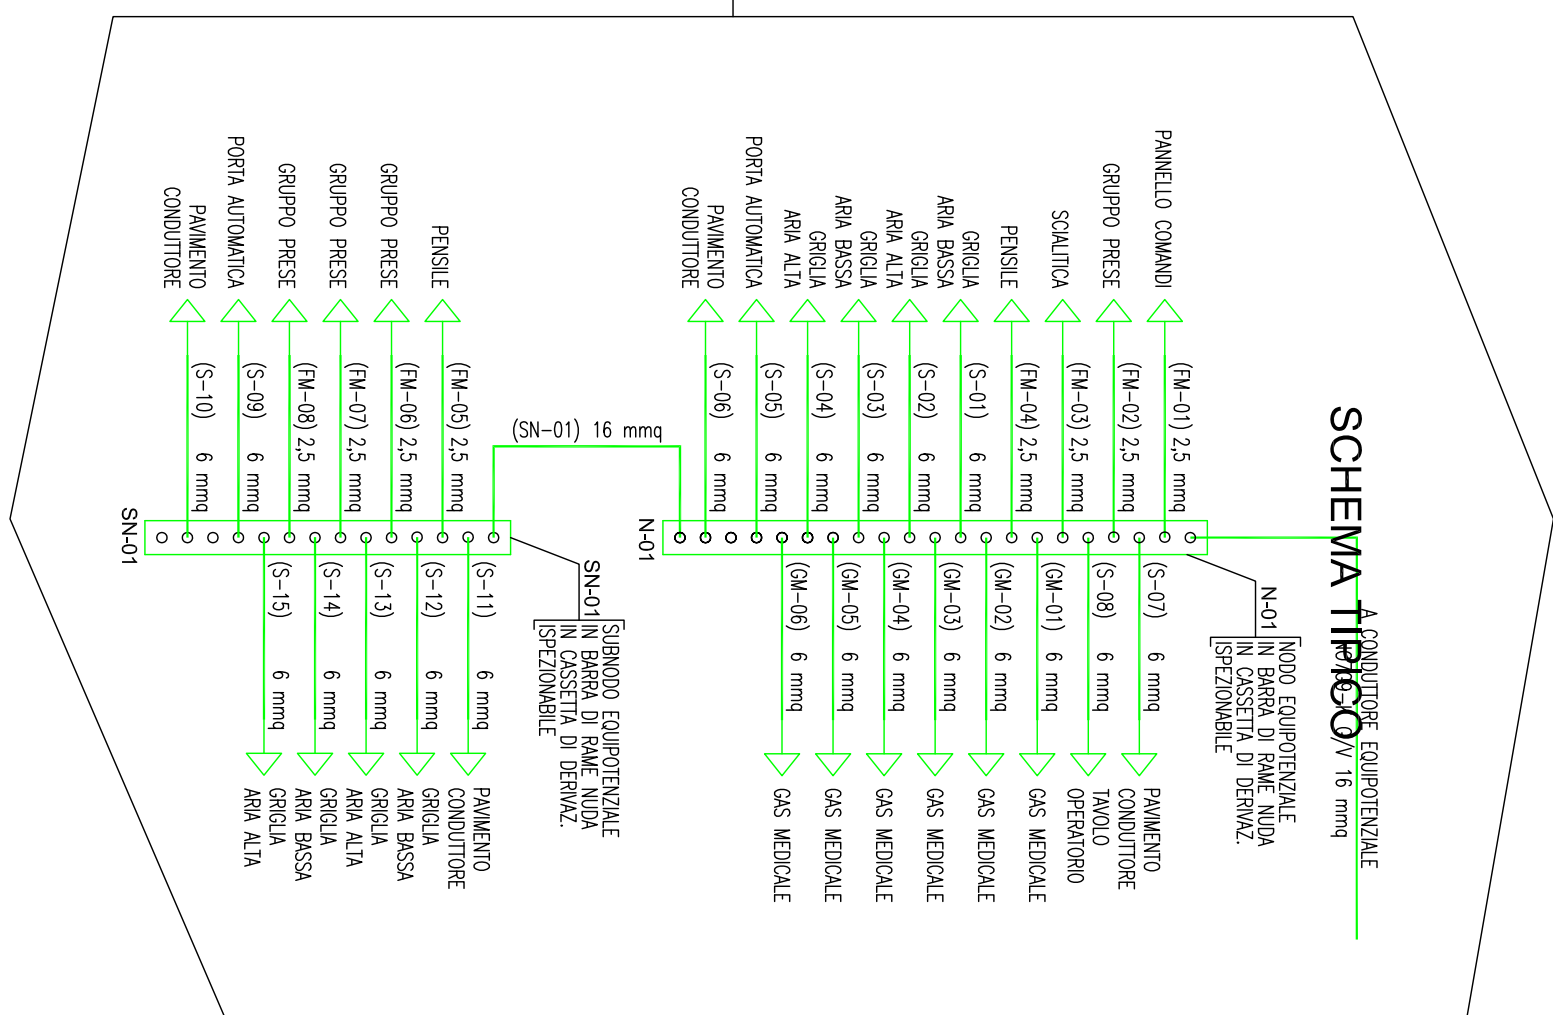 SCHEMA TIPICO
A CONDUTTORE EQUIPOTENZIALE
G/V 16 mmq
N-01
NODO EQUIPOTENZIALE
IN BARRA DI RAME NUDA
IN CASSETTA DI DERIVAZ.
ISPEZIONABILE
PANNELLO COMANDI
(FM-01) 2,5 mmq
GRUPPO PRESE
(FM-02) 2,5 mmq
SCIALITICA
(FM-03) 2,5 mmq
PENSILE
(FM-04) 2,5 mmq
GRIGLIA
ARIA BASSA
(S-01) 6 mmq
GRIGLIA
ARIA ALTA
(S-02) 6 mmq
GRIGLIA
ARIA BASSA
(S-03) 6 mmq
GRIGLIA
ARIA ALTA
(S-04) 6 mmq
PORTA AUTOMATICA
(S-05) 6 mmq
PAVIMENTO
CONDUTTORE
(S-06) 6 mmq
N-01
(S-07) 6 mmq
PAVIMENTO
CONDUTTORE
(S-08) 6 mmq
TAVOLO
OPERATORIO
(GM-01) 6 mmq
GAS MEDICALE
(GM-02) 6 mmq
GAS MEDICALE
(GM-03) 6 mmq
GAS MEDICALE
(GM-04) 6 mmq
GAS MEDICALE
(GM-05) 6 mmq
GAS MEDICALE
(GM-06) 6 mmq
GAS MEDICALE
(SN-01) 16 mmq
SN-01
SUBNODO EQUIPOTENZIALE
IN BARRA DI RAME NUDA
IN CASSETTA DI DERIVAZ.
ISPEZIONABILE
PENSILE
(FM-05) 2,5 mmq
GRUPPO PRESE
(FM-06) 2,5 mmq
GRUPPO PRESE
(FM-07) 2,5 mmq
GRUPPO PRESE
(FM-08) 2,5 mmq
PORTA AUTOMATICA
(S-09) 6 mmq
PAVIMENTO
CONDUTTORE
(S-10) 6 mmq
SN-01
(S-11) 6 mmq
PAVIMENTO
CONDUTTORE
(S-12) 6 mmq
GRIGLIA
ARIA BASSA
(S-13) 6 mmq
GRIGLIA
ARIA ALTA
(S-14) 6 mmq
GRIGLIA
ARIA BASSA
(S-15) 6 mmq
GRIGLIA
ARIA ALTA